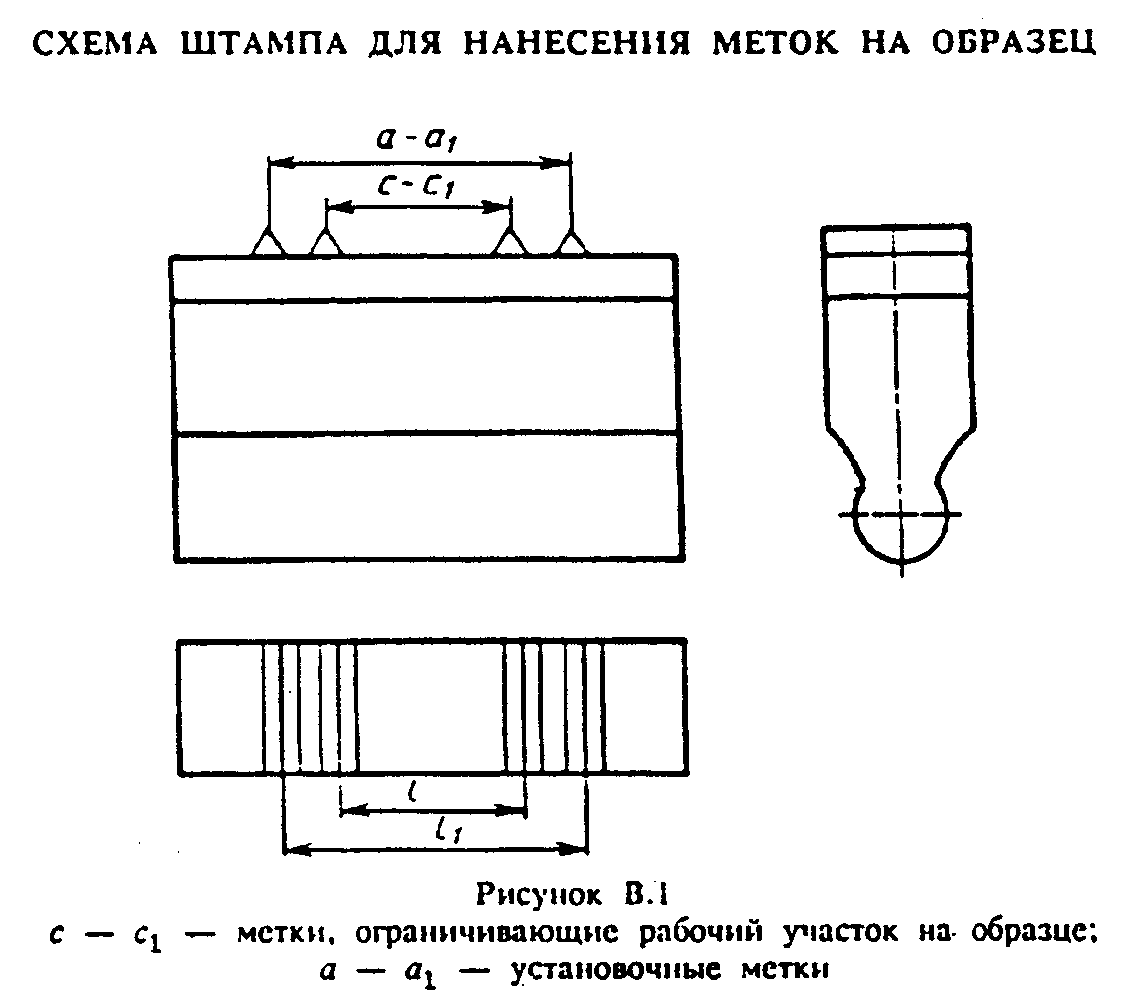 СХЕМА ШТАМПА ДЛЯ НАНЕСЕНИЯ МЕТОК НА ОБРАЗЕЦ
a - a₁
c - c₁
l
l₁
Рисунок В.1
c — c₁ — метки, ограничивающие рабочий участок на образце;
a — a₁ — установочные метки